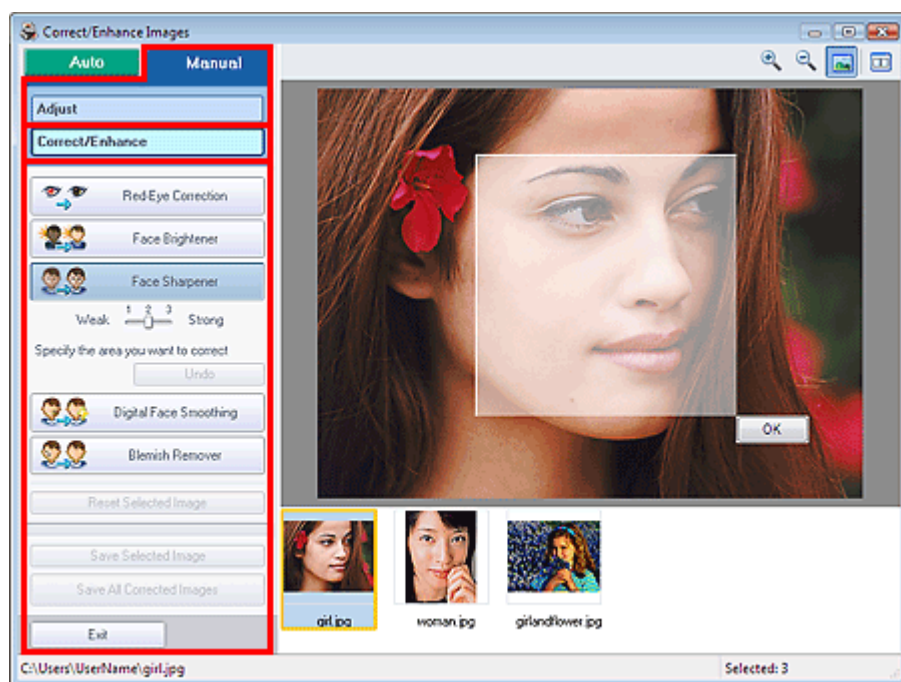 Correct/Enhance Images
Auto
Manual
Adjust
Correct/Enhance
Red-Eye Correction
Face Brightener
Face Sharpener
1 2 3
Weak Strong
Specify the area you want to correct
Undo
Digital Face Smoothing
Blemish Remover
Reset Selected Image
Save Selected Image
Save All Corrected Images
Exit
OK
girl.jpg
woman.jpg
girlandflower.jpg
C:\Users\UserName\girl.jpg
Selected: 3